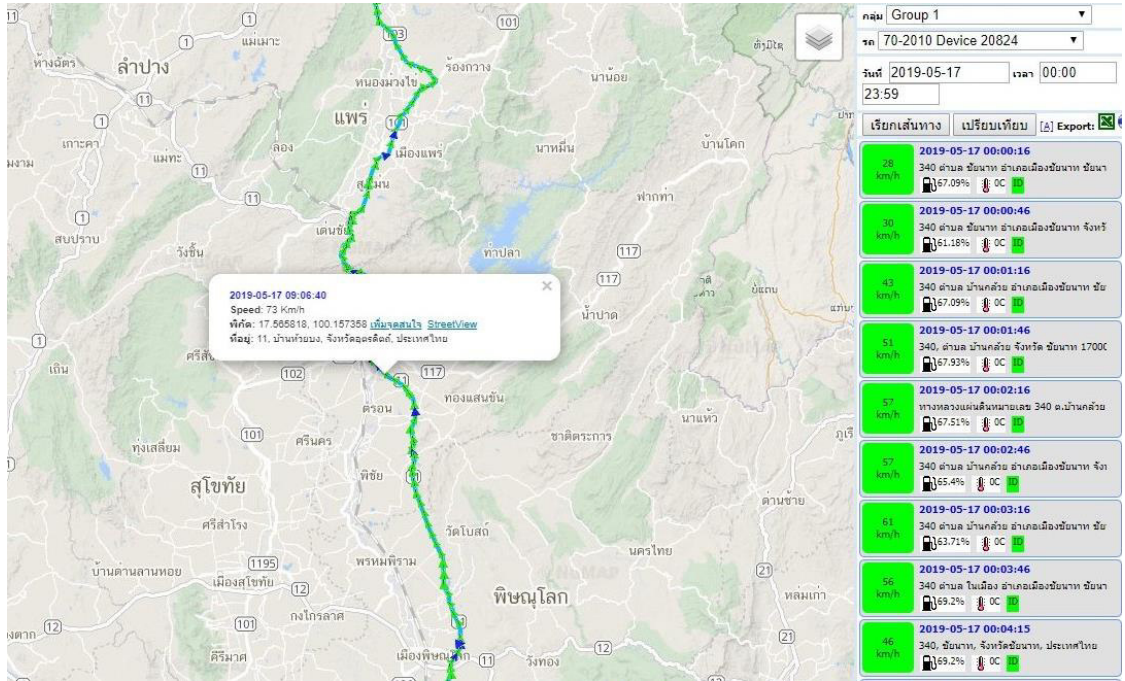 11
1
แม่เมาะ
103
101
ห้างฉัตร
ลำปาง
หนองม่วงไข่
ร้องกวาง
นาน้อย
11
แพร่
101
1
เกาะคา
ลอง
เมืองแพร่
นาหมื่น
บ้านโคก
แม่ทะ
11
สูงเม่น
ฟากท่า
1
สบปราบ
เด่นชัย
วังชิ้น
ท่าปลา
117
117
น้ำปาด
2019-05-17 09:06:40
Speed: 73 Km/h
พิกัด: 17.565818, 100.157358 เพิ่มจุดสนใจ StreetView
ที่อยู่: 11, บ้านห้วยบง, จังหวัดอุตรดิตถ์, ประเทศไทย
เถิน
102
11
117
ตรอน
ทองแสนขัน
101
ศรีนคร
ทุ่งเสลี่ยม
นาแห้ว
ชาติตระการ
พิชัย
สุโขทัย
ด่านซ้าย
ศรีสำโรง
วัดโบสถ์
นครไทย
บ้านด่านลานหอย
1195
พรหมพิราม
21
เมืองสุโขทัย
12
พิษณุโลก
หล่มเก่า
12
101
กงไกรลาศ
คีรีมาศ
เมืองพิษณุโลก
11
วังทอง
12
21
กลุ่ม Group 1
รถ 70-2010 Device 20824
วันที่ 2019-05-17 เวลา 00:00
23:59
เรียกเส้นทาง เปรียบเทียบ [A] Export:
28 km/h
2019-05-17 00:00:16
340 ตำบล ชัยนาท อำเภอเมืองชัยนาท ชัยนา
67.09% 0C ID
30 km/h
2019-05-17 00:00:46
340 ตำบล ชัยนาท อำเภอเมืองชัยนาท จังหวั
61.18% 0C ID
43 km/h
2019-05-17 00:01:16
340 ตำบล บ้านกล้วย อำเภอเมืองชัยนาท ชัย
67.09% 0C ID
51 km/h
2019-05-17 00:01:46
340, ตำบล บ้านกล้วย จังหวัด ชัยนาท 1700
67.93% 0C ID
57 km/h
2019-05-17 00:02:16
ทางหลวงแผ่นดินหมายเลข 340 ต.บ้านกล้วย
67.51% 0C ID
57 km/h
2019-05-17 00:02:46
340 ตำบล บ้านกล้วย อำเภอเมืองชัยนาท จัง
65.4% 0C ID
61 km/h
2019-05-17 00:03:16
340 ตำบล บ้านกล้วย อำเภอเมืองชัยนาท ชัย
63.71% 0C ID
56 km/h
2019-05-17 00:03:46
340 ตำบล ในเมือง อำเภอเมืองชัยนาท ชัยนา
69.2% 0C ID
46 km/h
2019-05-17 00:04:15
340, ชัยนาท, จังหวัดชัยนาท, ประเทศไทย
69.2% 0C ID